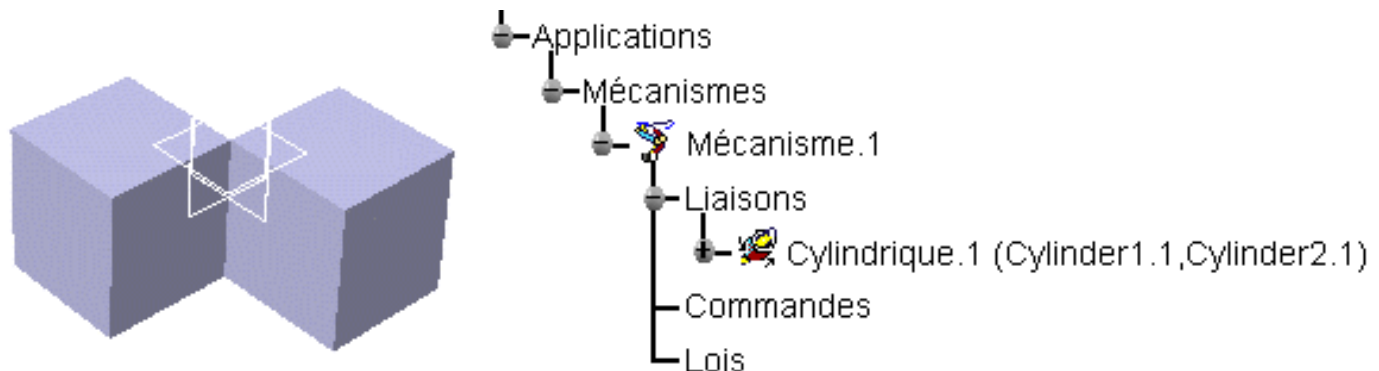 Applications
Mécanismes
Mécanisme.1
Liaisons
Cylindrique.1 (Cylinder1.1,Cylinder2.1)
Commandes
Lois